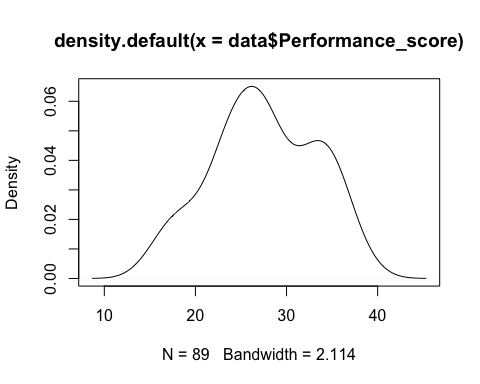 density.default(x = data$Performance_score)
Density
0.06
0.04
0.02
0.00
10 20 30 40
N = 89 Bandwidth = 2.114